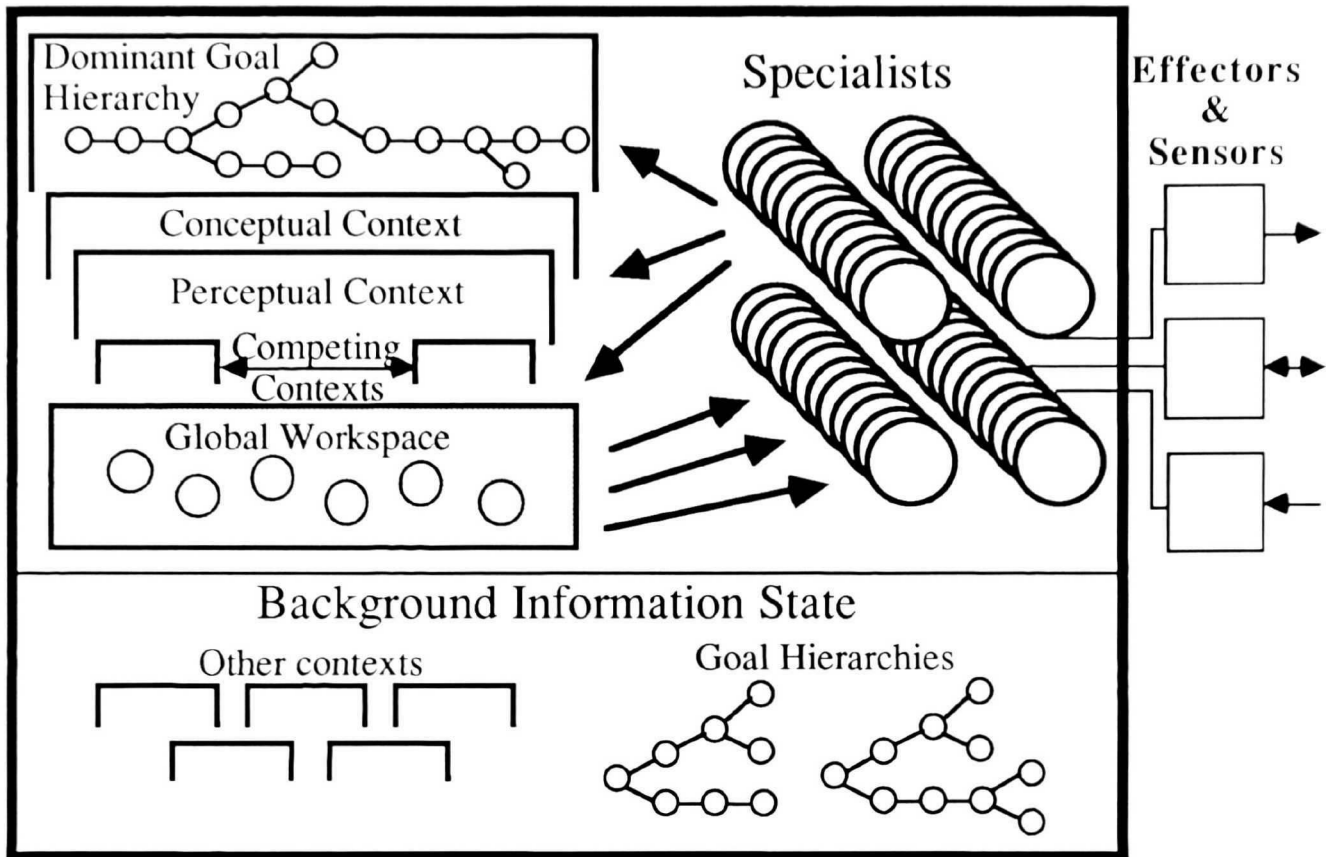 Dominant Goal
Hierarchy
Conceptual Context
Perceptual Context
Competing
Contexts
Global Workspace
Specialists
Effectors
&
Sensors
Background Information State
Other contexts
Goal Hierarchies